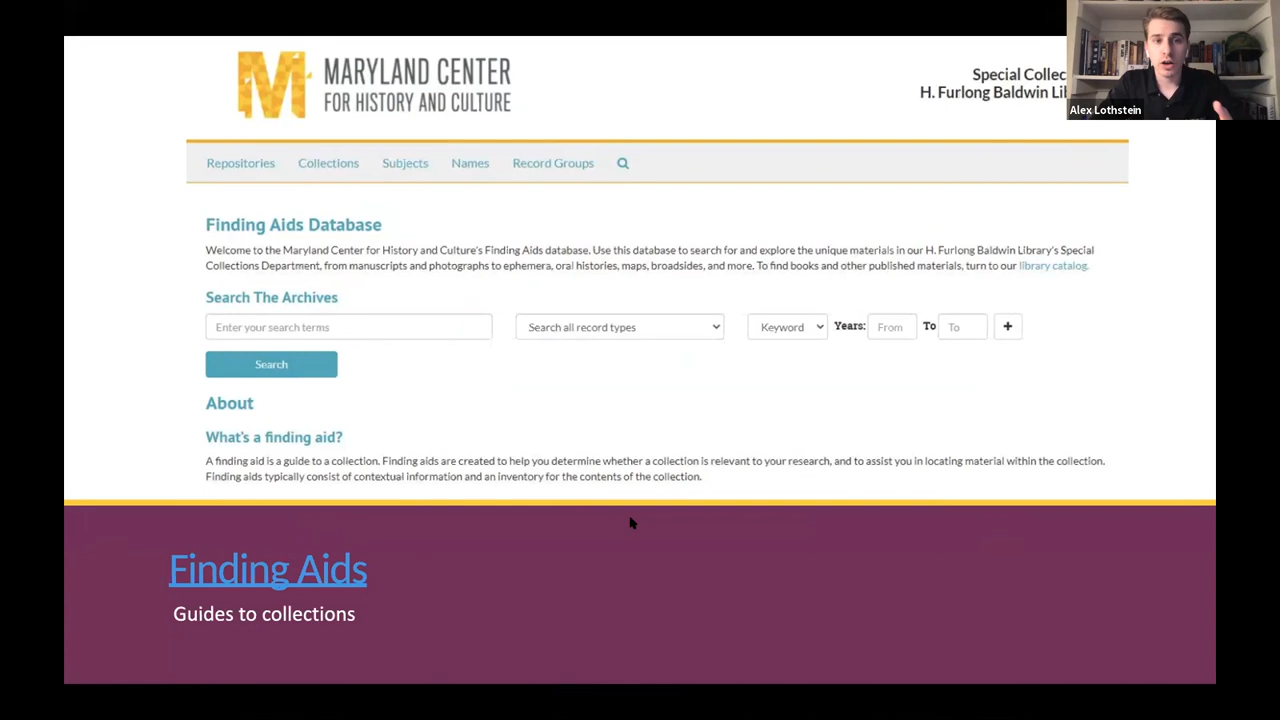 MARYLAND CENTER
FOR HISTORY AND CULTURE
Special
H. Furlong Baldwin
Alex Lothstein
Repositories Collections Subjects Names Record Groups
Finding Aids Database
Welcome to the Maryland Center for History and Culture's Finding Aids database. Use this database to search for and explore the unique materials in our H. Furlong Baldwin Library's Special
Collections Department, from manuscripts and photographs to ephemera, oral histories, maps, broadsides, and more. To find books and other published materials, turn to our library catalog.
Search The Archives
Enter your search terms Search all record types Keyword Years: From To To +
Search
About
What's a finding aid?
A finding aid is a guide to a collection. Finding aids are created to help you determine whether a collection is relevant to your research, and to assist you in locating material within the collection.
Finding aids typically consist of contextual information and an inventory for the contents of the collection.
Finding Aids
Guides to collections